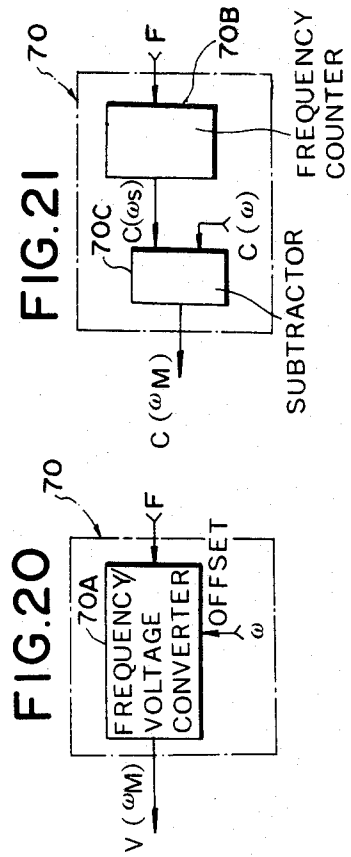 FIG.20
70
70A
FREQUENCY/
VOLTAGE
CONVERTER
F
V (ωM)
OFFSET
ω
FIG.21
70
70C
C(ωs)
F
70B
C (ωM)
C (ω)
SUBTRACTOR
FREQUENCY
COUNTER